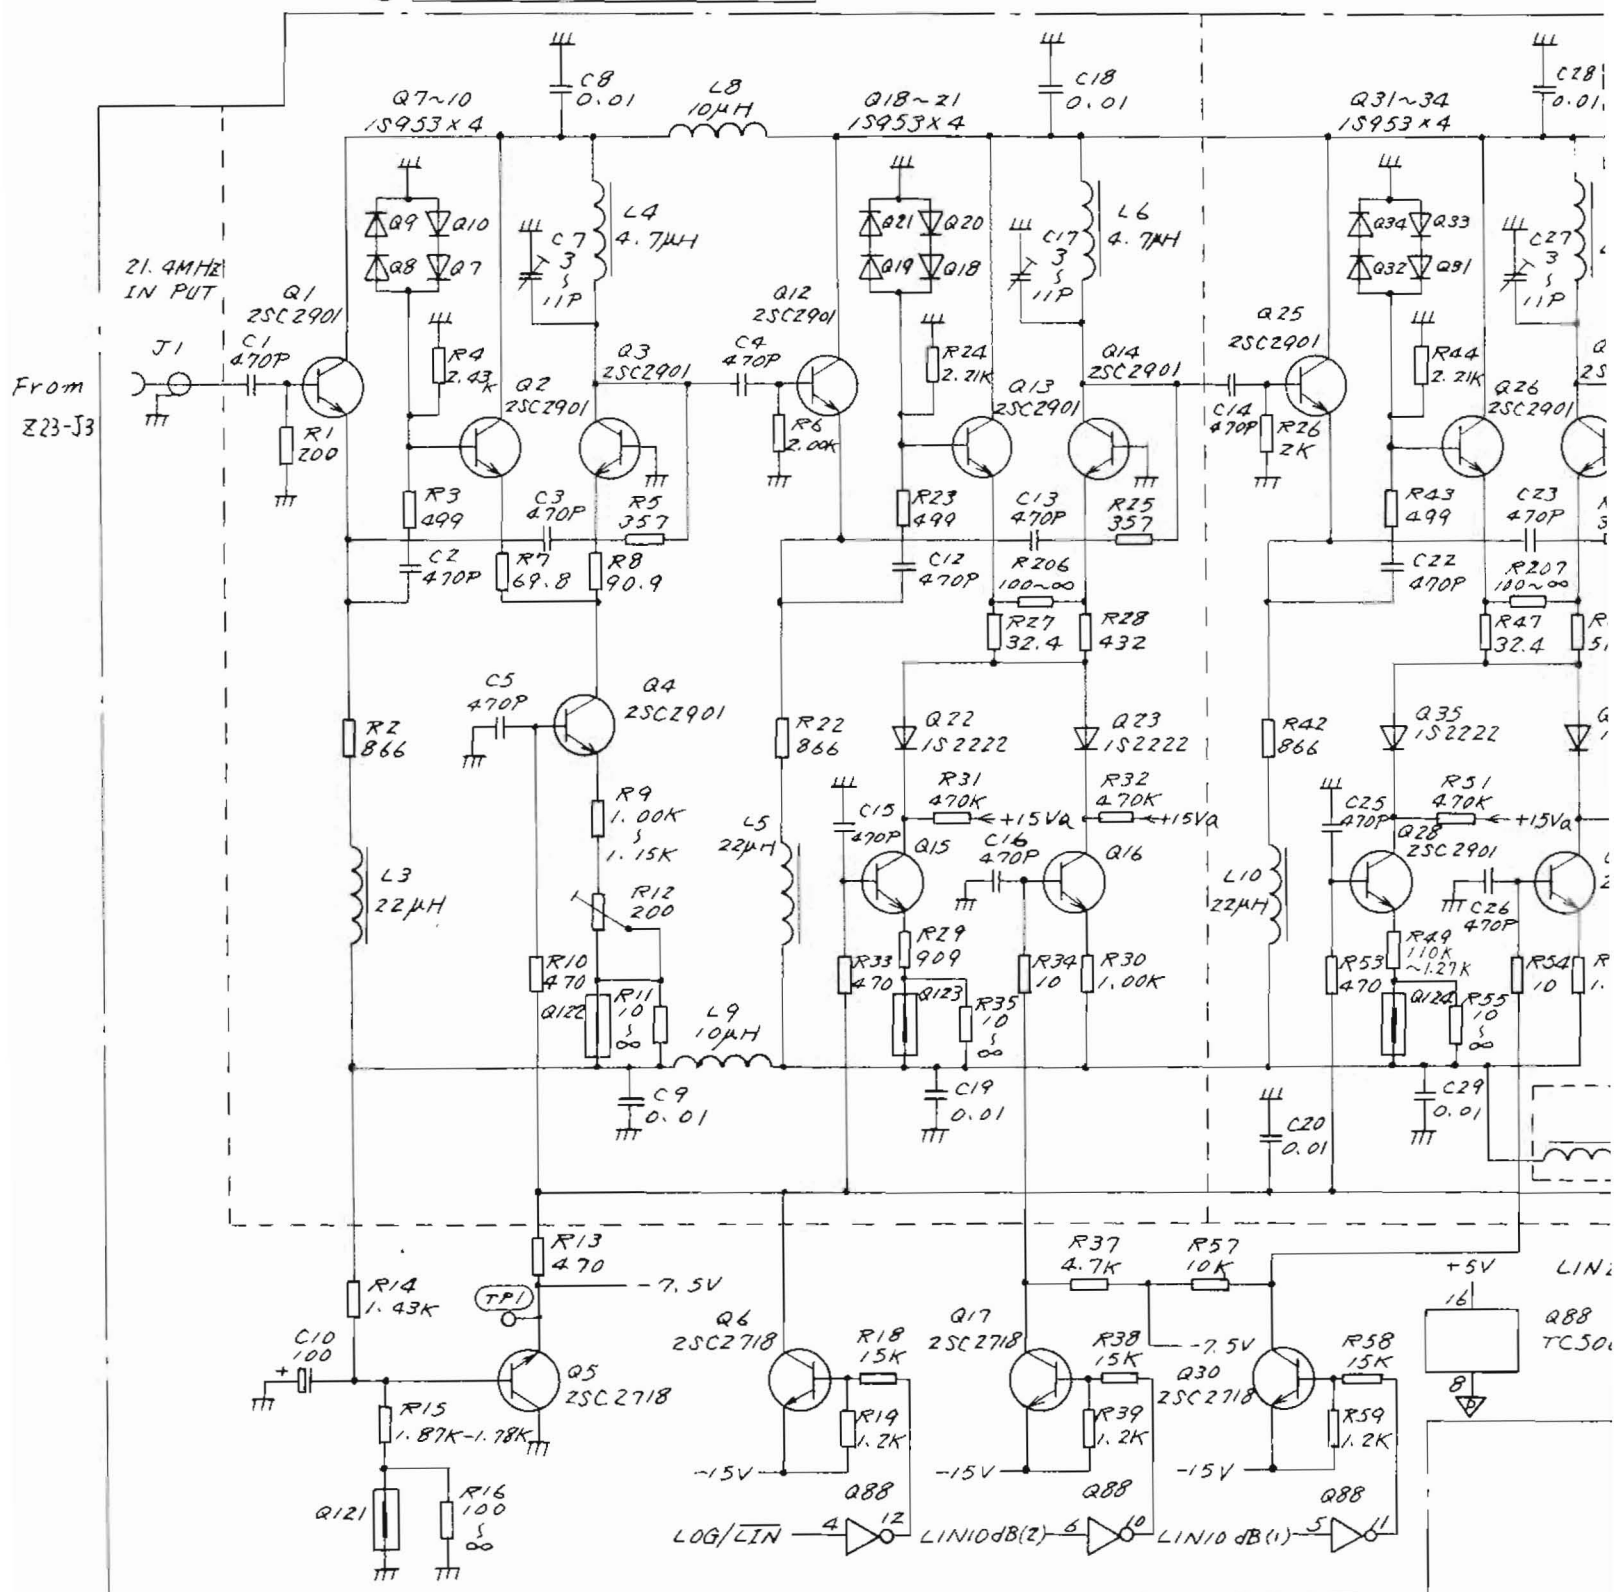 C8
0.01
L8
10μH
C18
0.01
C28
0.01
Q7~10
1S953×4
Q18~21
1S953×4
Q31~34
1S953×4
Q9
Q10
Q8
Q7
C7
3
~
11P
L4
4.7μH
Q21
Q20
Q19
Q18
C17
3
~
11P
L6
4.7μH
Q34
Q33
Q32
Q31
C27
3
~
11P
21.4MHz
IN PUT
J1
From
Z23-J3
C1
470P
Q1
2SC2901
R1
200
R4
2.43K
Q2
2SC2901
Q3
2SC2901
C4
470P
Q12
2SC2901
R6
2.00K
R24
2.21K
Q13
2SC2901
Q14
2SC2901
Q25
2SC2901
C14
470P
R26
2K
R44
2.21K
Q26
2SC2901
R3
499
C3
470P
R5
357
C2
470P
R7
69.8
R8
90.9
R23
499
C13
470P
R25
357
C12
470P
R206
100~∞
R27
32.4
R28
432
R43
499
C23
470P
C22
470P
R207
100~∞
R47
32.4
R2
866
C5
470P
Q4
2SC2901
R22
866
Q22
1S2222
Q23
1S2222
R42
866
Q35
1S2222
R9
1.00K
~
1.15K
L5
22μH
C15
470P
R31
470K
+15Va
R32
470K
+15Va
C25
470P
R51
470K
+15Va
L3
22μH
R12
200
Q15
C16
470P
Q16
L10
22μH
Q28
2SC2901
C26
470P
R10
470
Q122
R11
10
~
∞
L9
10μH
R33
470
R29
909
Q123
R35
10
~
∞
R34
10
R30
1.00K
R53
470
R49
110K
~1.27K
Q124
R55
10
~
∞
R54
10
C9
0.01
C19
0.01
C20
0.01
C29
0.01
R13
470
-7.5V
TP1
R14
1.43K
C10
100
+
Q5
2SC2718
R15
1.87K-1.78K
Q121
R16
100
~
∞
Q6
2SC2718
R18
15K
R19
1.2K
-15V
Q88
LOG/L̅I̅N̅
4
12
R37
4.7K
R57
10K
-7.5V
Q17
2SC2718
R38
15K
R39
1.2K
-15V
Q88
LIN10dB(2)
6
10
Q30
2SC2718
R58
15K
R59
1.2K
-15V
Q88
LIN10dB(1)
5
11
+5V
16
8
D
Q88